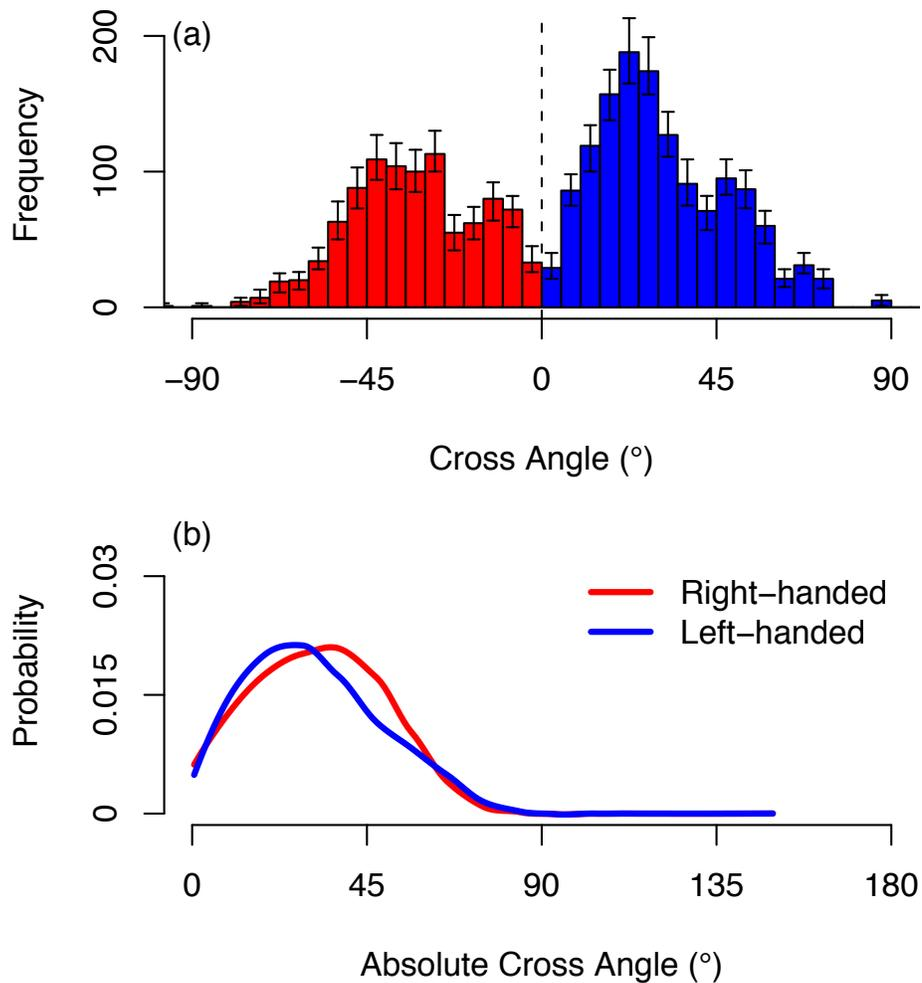 (a)
Frequency
200
100
0
−90 −45 0 45 90
Cross Angle (°)
(b)
Probability
0.03
0.015
0
Right−handed
Left−handed
0 45 90 135 180
Absolute Cross Angle (°)